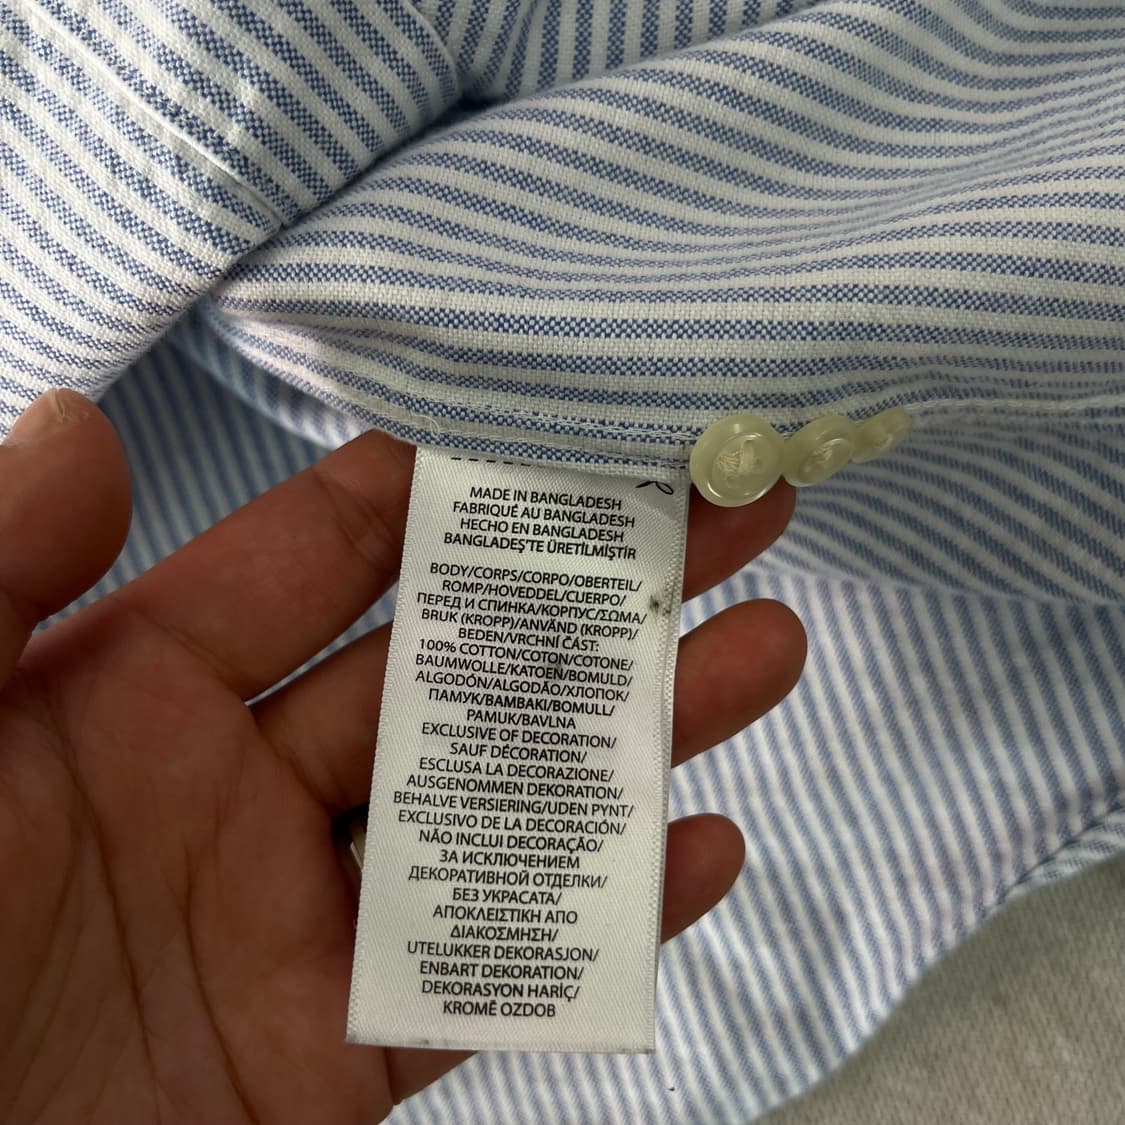 MADE IN BANGLADESH
FABRIQUÉ AU BANGLADESH
HECHO EN BANGLADESH
BANGLADEŞ'TE ÜRETİLMİŞTİR
BODY/CORPS/CORPO/OBERTEIL/
ROMP/HOVEDDEL/CUERPO/
ПЕРЕД И СПИНКА/КОРПУС/ΣΩΜΑ/
BRUK (KROPP)/ANVÄND (KROPP)/
BEDEN/VRCHNÍ ČÁST:
100% COTTON/COTON/COTONE/
BAUMWOLLE/KATOEN/BOMULD/
ALGODÓN/ALGODÃO/ХЛОПОК/
ПАМУК/ΒΑΜΒΑΚΙ/BOMULL/
PAMUK/BAVLNA
EXCLUSIVE OF DECORATION/
SAUF DÉCORATION/
ESCLUSA LA DECORAZIONE/
AUSGENOMMEN DEKORATION/
BEHALVE VERSIERING/UDEN PYNT/
EXCLUSIVO DE LA DECORACIÓN/
NÃO INCLUI DECORAÇÃO/
ЗА ИСКЛЮЧЕНИЕМ
ДЕКОРАТИВНОЙ ОТДЕЛКИ/
БЕЗ УКРАСАТА/
ΑΠΟΚΛΕΙΣΤΙΚΗ ΑΠΟ
ΔΙΑΚΟΣΜΗΣΗ/
UTELUKKER DEKORASJON/
ENBART DEKORATION/
DEKORASYON HARİÇ/
KROMĚ OZDOB